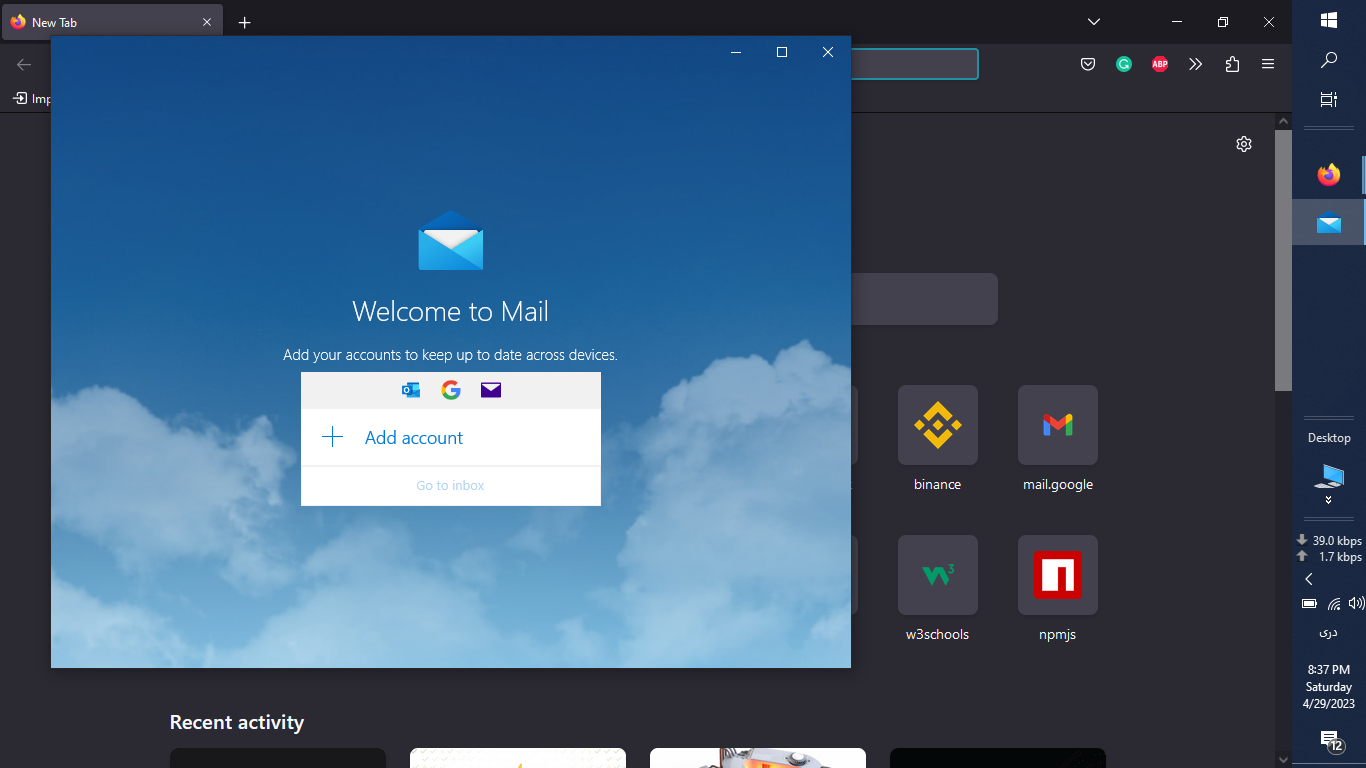 New Tab
Imp
Welcome to Mail
Add your accounts to keep up to date across devices.
Add account
Go to inbox
ABP
binance
mail.google
w3schools
npmjs
Recent activity
Desktop
39.0 kbps
1.7 kbps
دری
8:37 PM
Saturday
4/29/2023
12